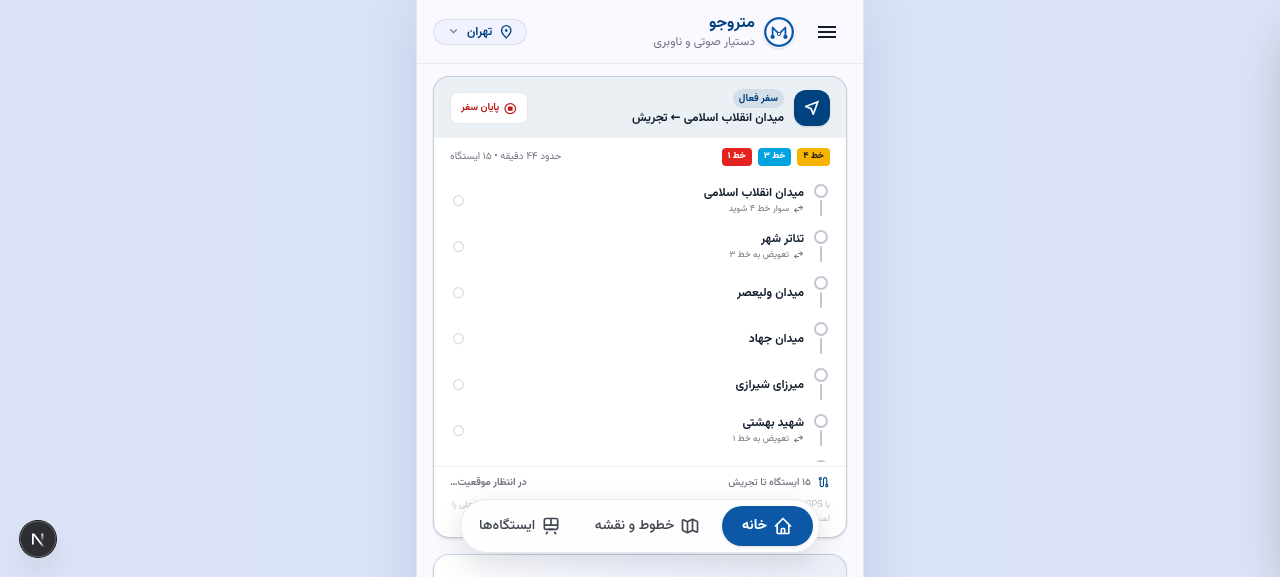 متروجو
دستیار صوتی و ناوبری
تهران
سفر فعال
میدان انقلاب اسلامی ← تجریش
پایان سفر
خط ۴
خط ۳
خط ۱
حدود ۴۴ دقیقه • ۱۵ ایستگاه
میدان انقلاب اسلامی
سوار خط ۴ شوید
تئاتر شهر
تعویض به خط ۳
میدان ولیعصر
میدان جهاد
میرزای شیرازی
شهید بهشتی
تعویض به خط ۱
۱۵ ایستگاه تا تجریش
در انتظار موقعیت...
با GPS
خانه
خطوط و نقشه
ایستگاه‌ها
N